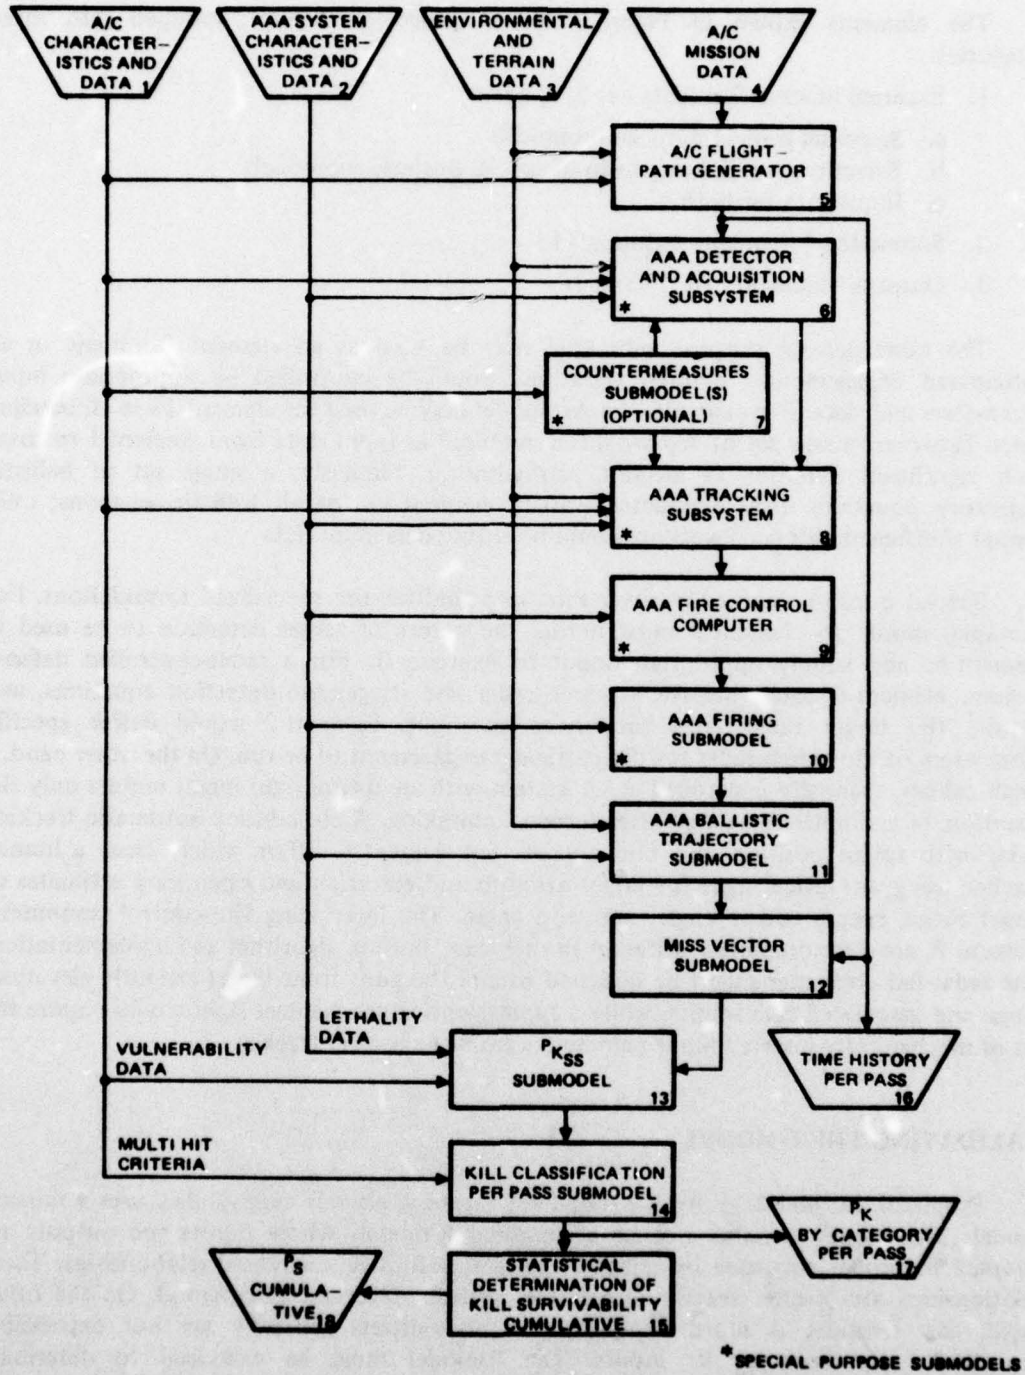 A/C
CHARACTER-
ISTICS AND
DATA 1
AAA SYSTEM
CHARACTER-
ISTICS AND
DATA 2
ENVIRONMENTAL
AND
TERRAIN
DATA 3
A/C
MISSION
DATA
4
A/C FLIGHT-
PATH GENERATOR
5
AAA DETECTOR
AND ACQUISITION
SUBSYSTEM
* 6
COUNTERMEASURES
SUBMODEL(S)
(OPTIONAL)
* 7
AAA TRACKING
SUBSYSTEM
* 8
AAA FIRE CONTROL
COMPUTER
* 9
AAA FIRING
SUBMODEL
* 10
AAA BALLISTIC
TRAJECTORY
SUBMODEL
11
MISS VECTOR
SUBMODEL
12
LETHALITY
DATA
VULNERABILITY
DATA
PKSS
SUBMODEL
13
TIME HISTORY
PER PASS
16
MULTI HIT
CRITERIA
KILL CLASSIFICATION
PER PASS SUBMODEL
14
PK
BY CATEGORY
PER PASS
17
PS
CUMULA-
TIVE 18
STATISTICAL
DETERMINATION OF
KILL SURVIVABILITY
CUMULATIVE 15
*SPECIAL PURPOSE SUBMODELS